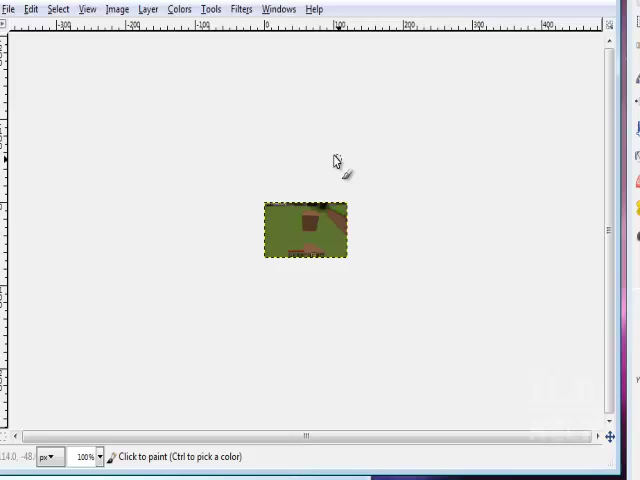 File Edit Select View Image Layer Colors Tools Filters Windows Help
-300 -200 -100 0 100 200 300 400
px 100% Click to paint (Ctrl to pick a color)